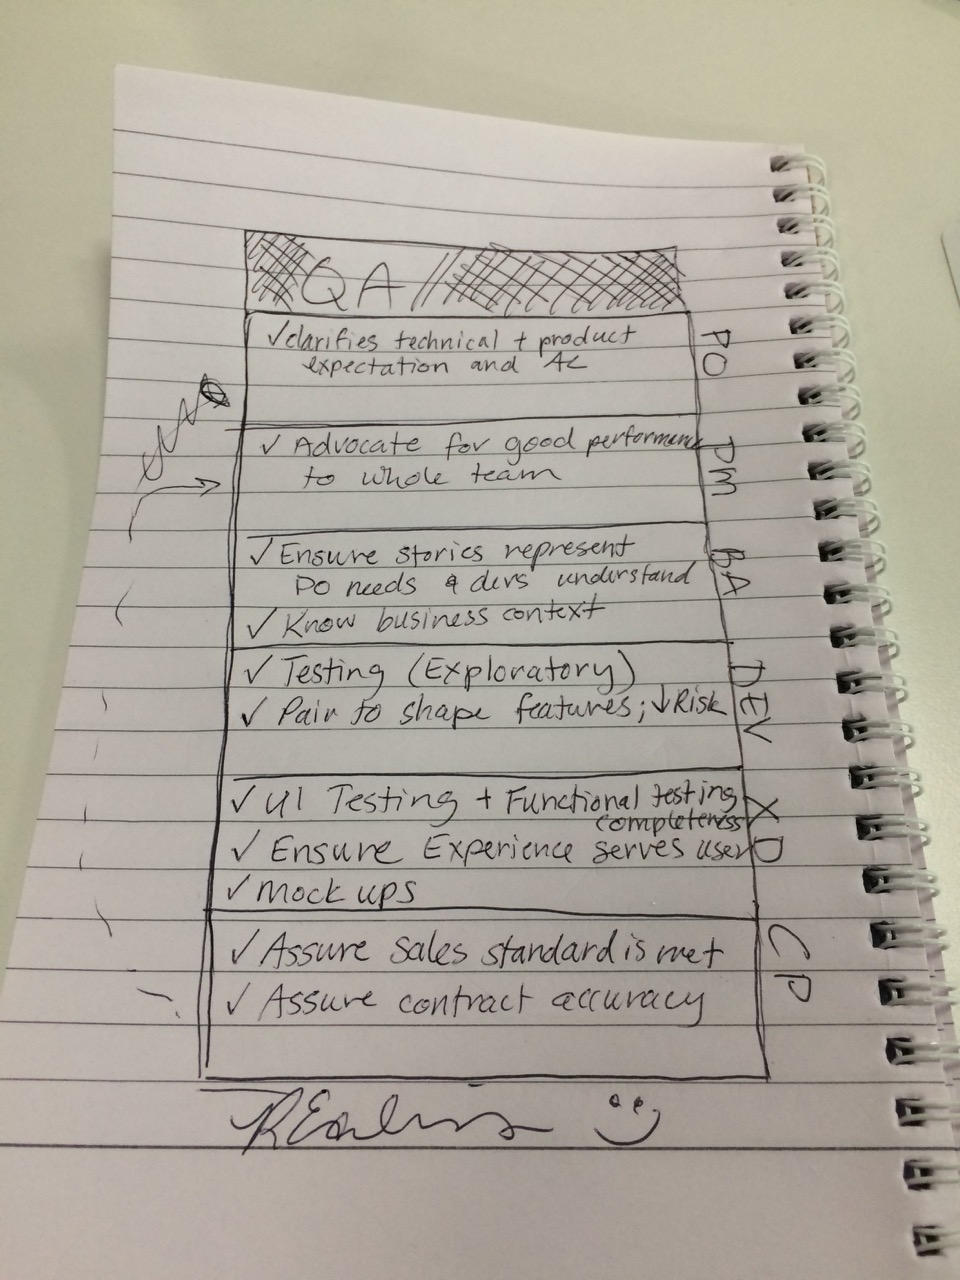 QA
✓ clarifies technical + product
expectation and AC
PO
✓ Advocate for good performance
to whole team
PM
✓ Ensure stories represent
PO needs & devs understand
✓ Know business context
BA
✓ Testing (Exploratory)
✓ Pair to shape features; ↓Risk
DEV
✓ UI Testing + Functional testing
completeness
✓ Ensure Experience serves user
✓ mock ups
XD
✓ Assure sales standard is met
✓ Assure contract accuracy
CP